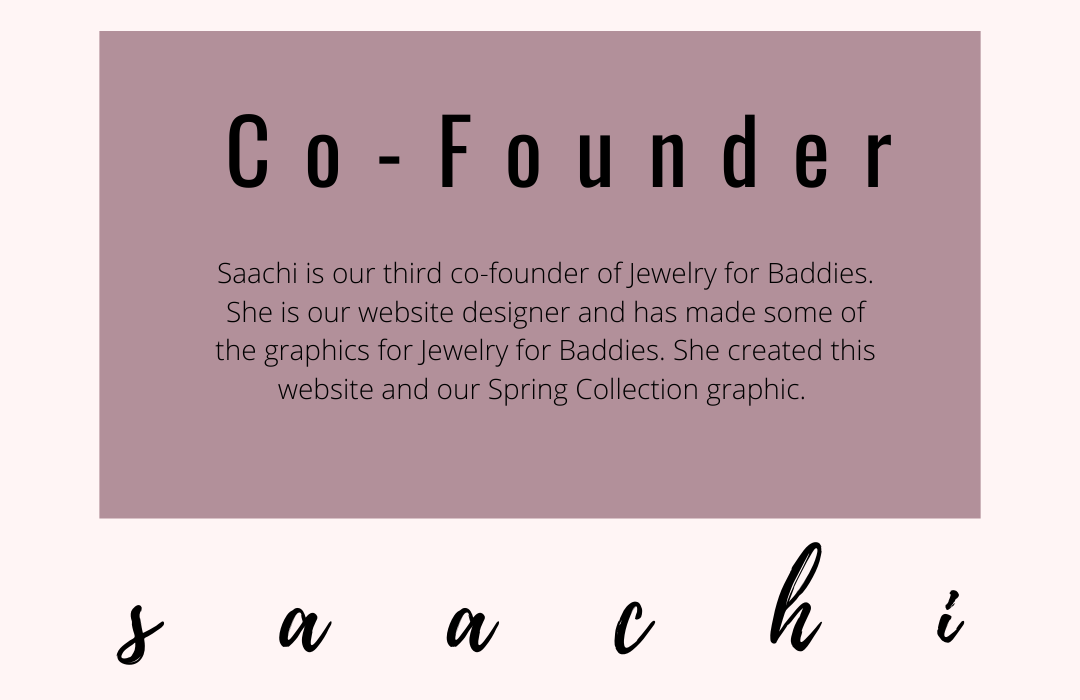 Co-Founder
Saachi is our third co-founder of Jewelry for Baddies.
She is our website designer and has made some of
the graphics for Jewelry for Baddies. She created this
website and our Spring Collection graphic.
saachi